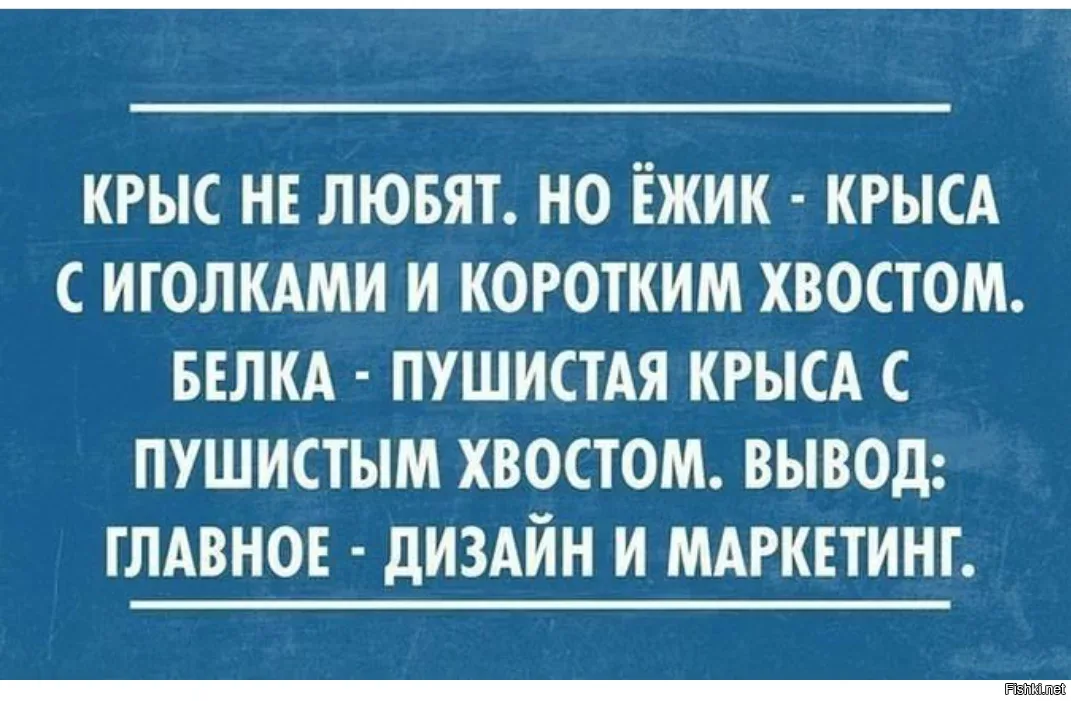 КРЫС НЕ ЛЮБЯТ. НО ЁЖИК - КРЫСА
С ИГОЛКАМИ И КОРОТКИМ ХВОСТОМ.
БЕЛКА - ПУШИСТАЯ КРЫСА С
ПУШИСТЫМ ХВОСТОМ. ВЫВОД:
ГЛАВНОЕ - ДИЗАЙН И МАРКЕТИНГ.
Fishki.net